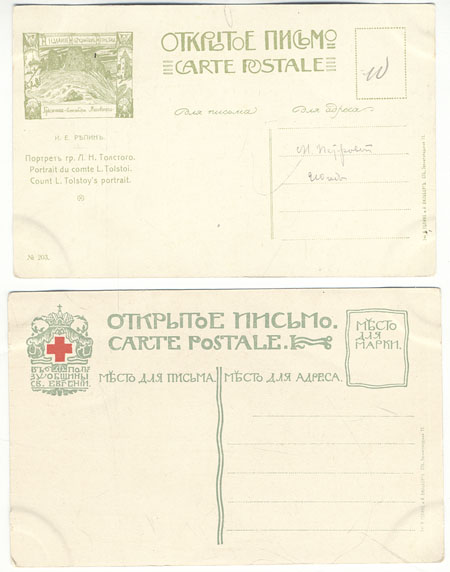 ОТКРЫТОЕ ПИСЬМО
CARTE POSTALE
Для письма
Для адреса
И. Е. РѢПИНЪ.
Портретъ гр. Л. Н. Толстого.
Portrait du comte L. Tolstoi.
Count L. Tolstoy's portrait.
№ 203.
ОТКРЫТОЕ ПИСЬМО.
CARTE POSTALE.
МѢСТО
ДЛЯ
МАРКИ.
ВЪ ПОЛЬ
ЗУ ОБЩИНЫ
СВ. ЕВГЕНІИ.
МѢСТО ДЛЯ ПИСЬМА.
МѢСТО ДЛЯ АДРЕСА.